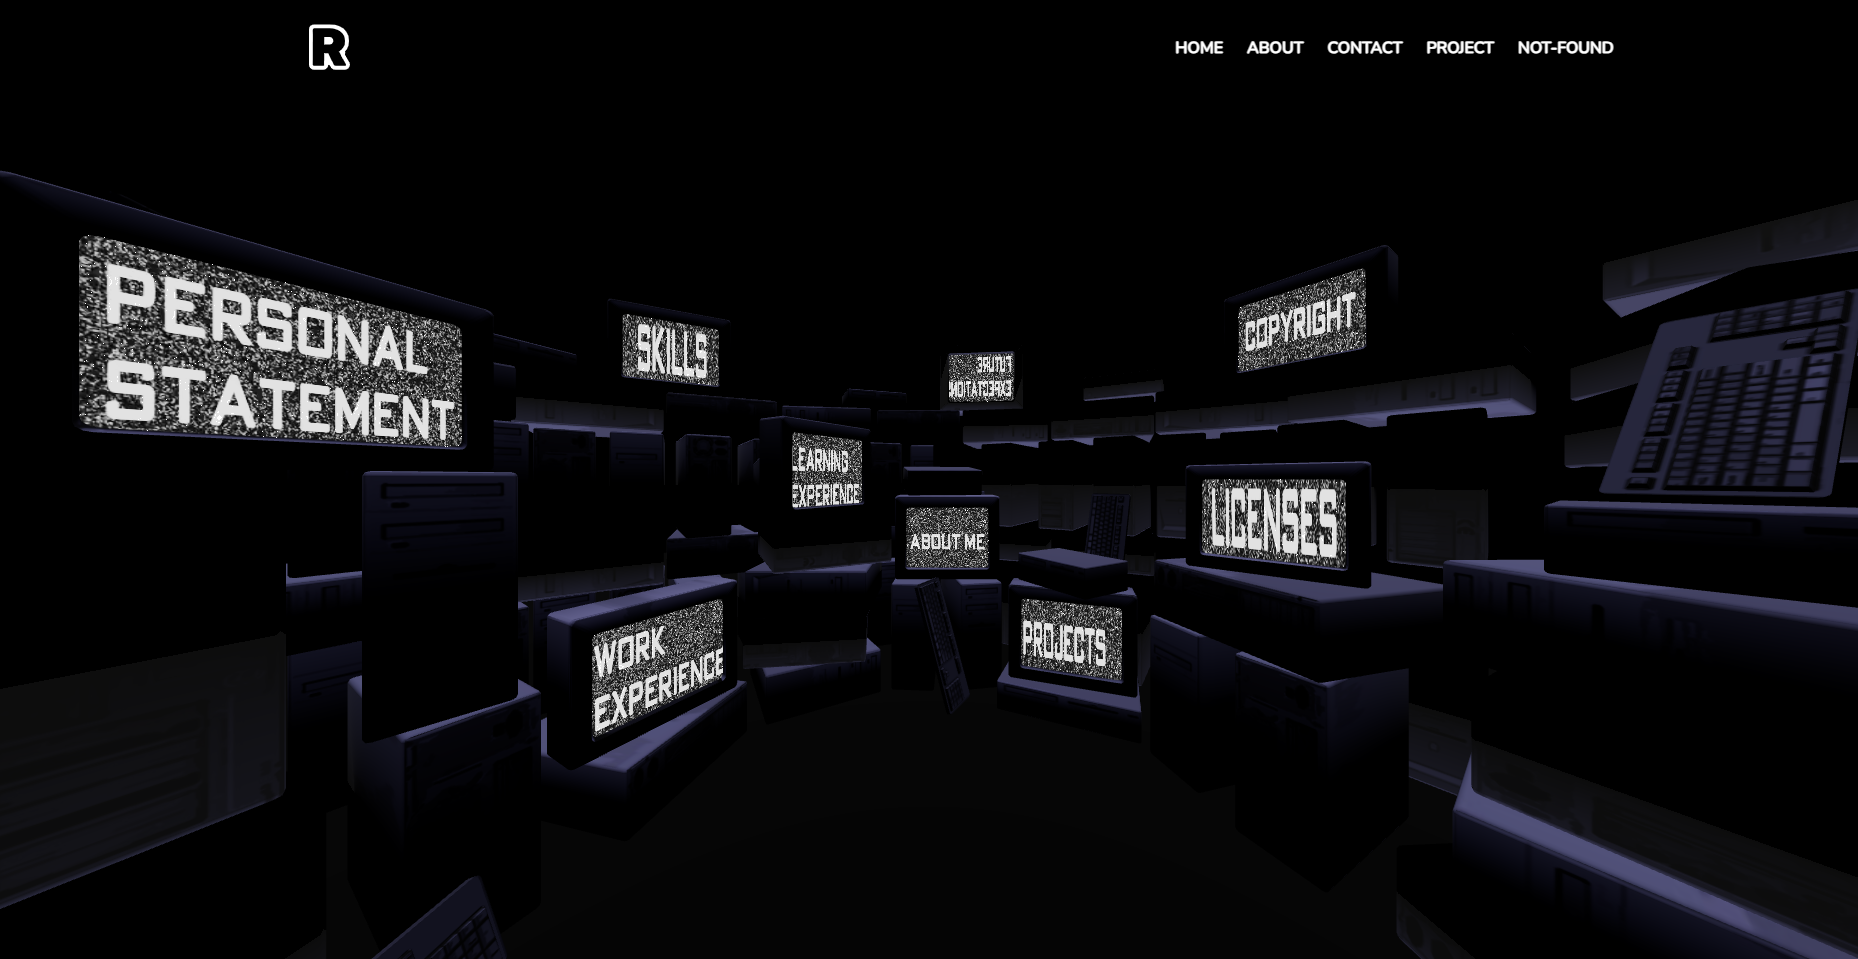 R
HOME ABOUT CONTACT PROJECT NOT-FOUND
PERSONAL
STATEMENT
SKILLS
FUTURE
EXPECTATION
COPYRIGHT
LEARNING
EXPERIENCE
ABOUT ME
LICENSES
WORK
EXPERIENCE
PROJECTS